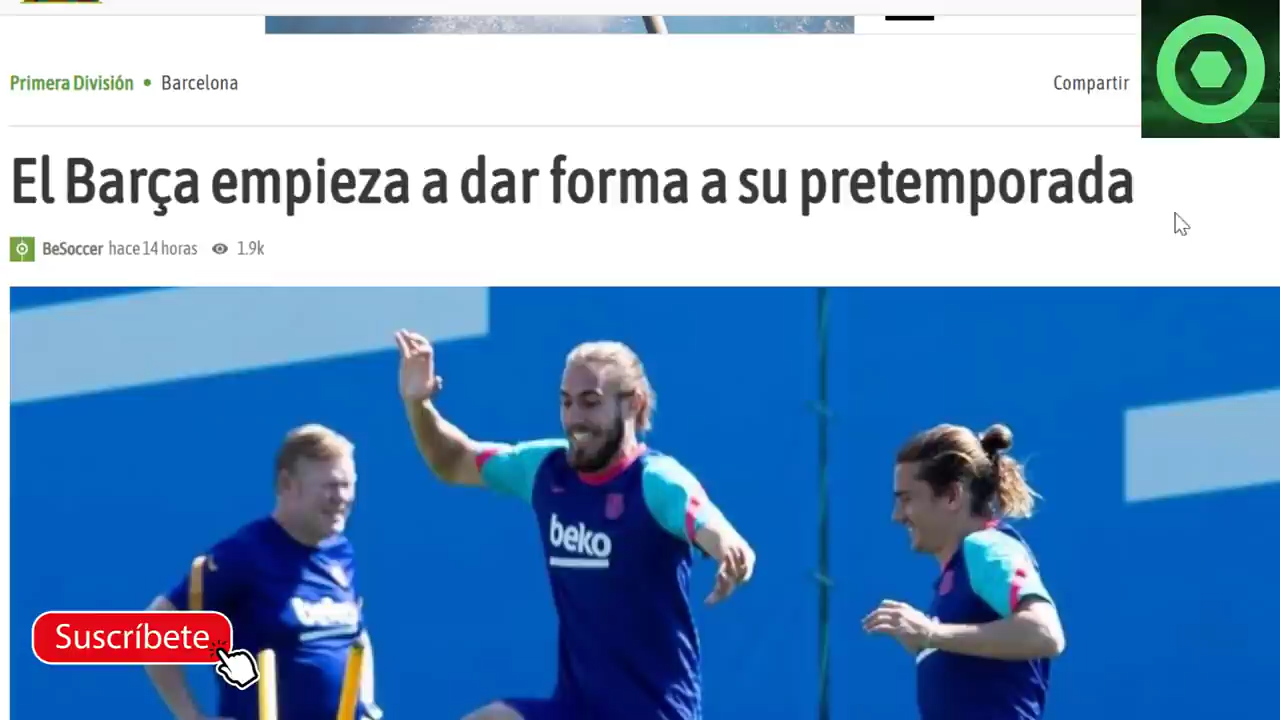 Primera División • Barcelona
Compartir
El Barça empieza a dar forma a su pretemporada
BeSoccer hace 14 horas 1.9k
beko
beko
Suscríbete